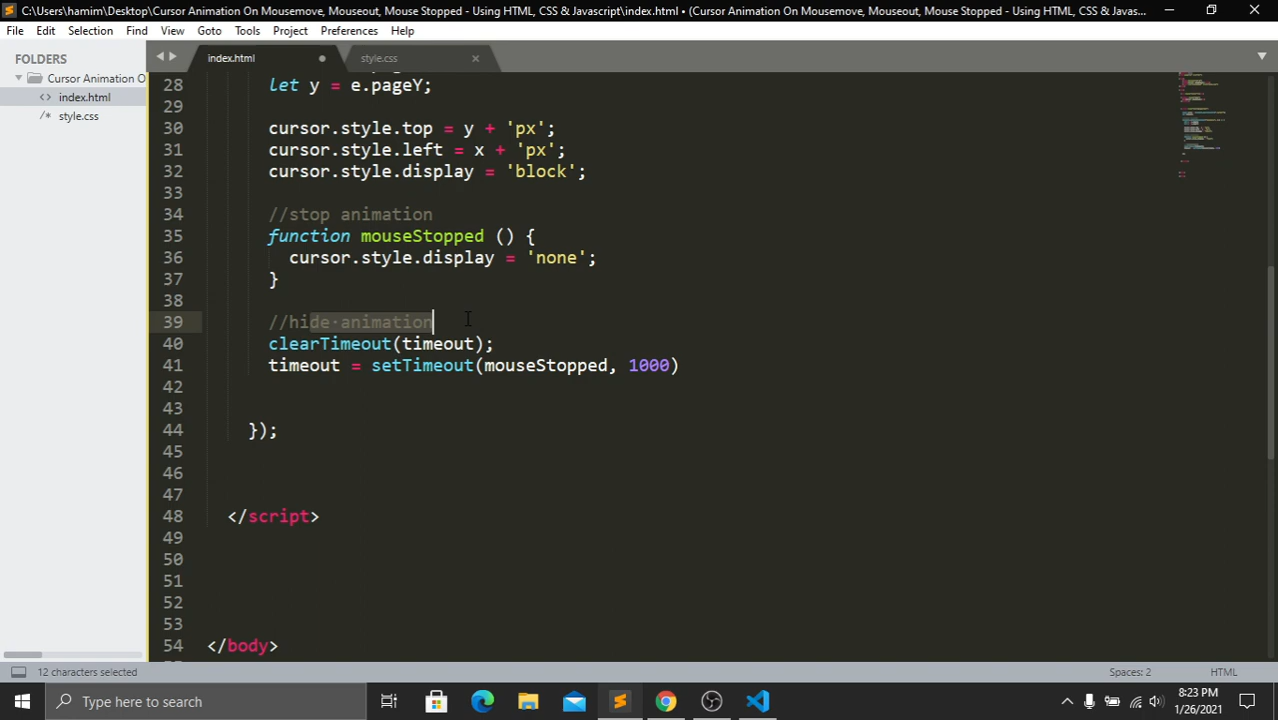 C:\Users\hamim\Desktop\Cursor Animation On Mousemove, Mouseout, Mouse Stopped - Using HTML, CSS & Javascript\index.html • (Cursor Animation On Mousemove, Mouseout, Mouse Stopped - Using HTML, CSS & Javas...
File Edit Selection Find View Goto Tools Project Preferences Help
FOLDERS
Cursor Animation O
index.html
style.css
index.html
style.css
28 let y = e.pageY;
29
30 cursor.style.top = y + 'px';
31 cursor.style.left = x + 'px';
32 cursor.style.display = 'block';
33
34 //stop animation
35 function mouseStopped () {
36 cursor.style.display = 'none';
37 }
38
39 //hide·animation
40 clearTimeout(timeout);
41 timeout = setTimeout(mouseStopped, 1000)
42
43
44 });
45
46
47
48 </script>
49
50
51
52
53
54 </body>
12 characters selected
Spaces: 2
HTML
Type here to search
8:23 PM
1/26/2021